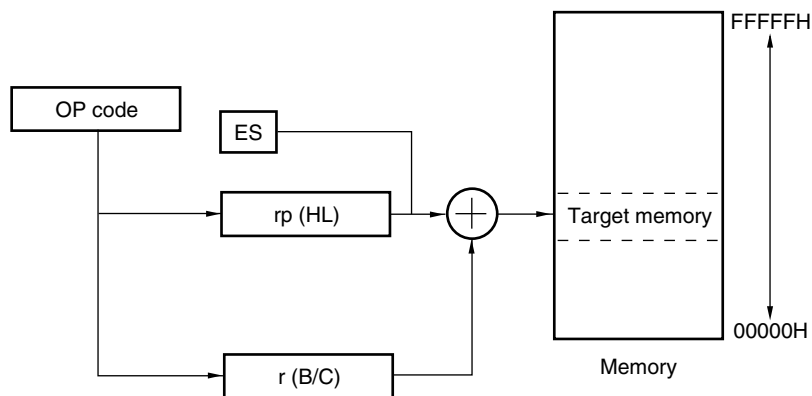 FFFFFH
OP code
ES
rp (HL)
Target memory
r (B/C)
00000H
Memory